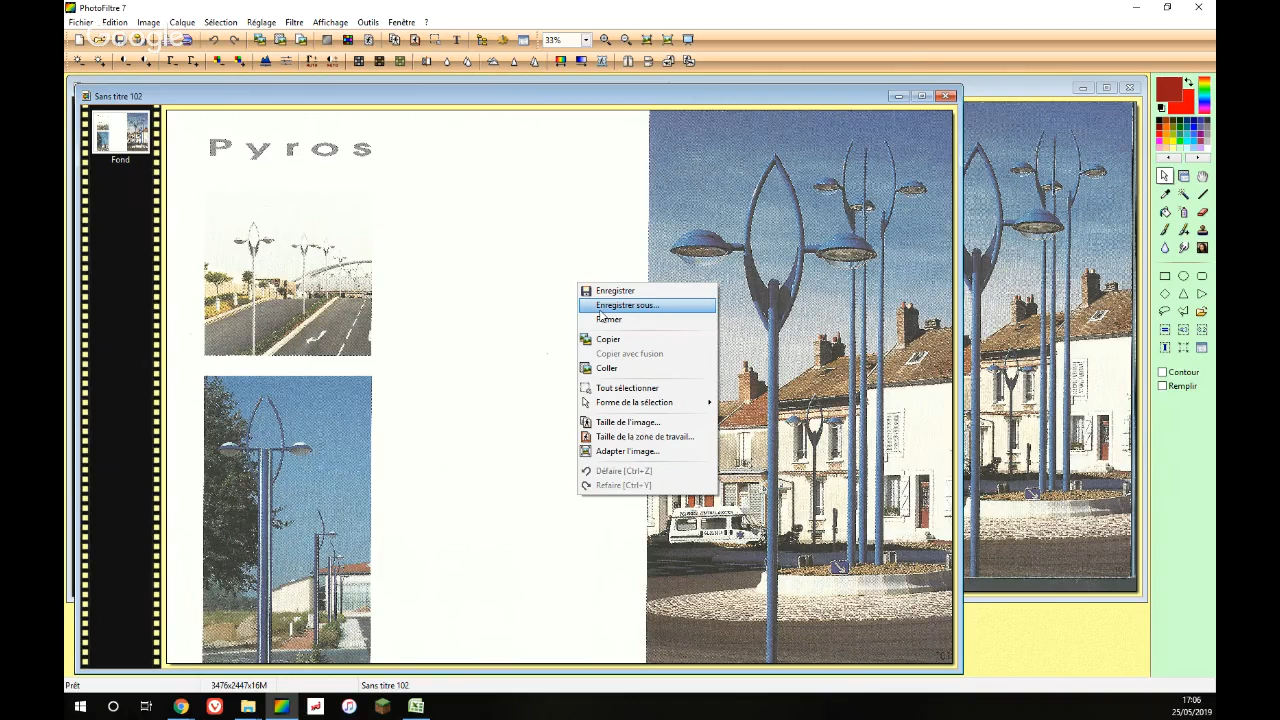 PhotoFiltre 7
Fichier Edition Image Calque Sélection Réglage Filtre Affichage Outils Fenêtre ?
Google
33%
Sans titre 102
Fond
Pyros
Enregistrer
Enregistrer sous...
Fermer
Copier
Copier avec fusion
Coller
Tout sélectionner
Forme de la sélection
Taille de l'image...
Taille de la zone de travail...
Adapter l'image...
Défaire [Ctrl+Z]
Refaire [Ctrl+Y]
Contour
Remplir
Prêt 3476x2447x16M Sans titre 102
17:06
25/05/2019